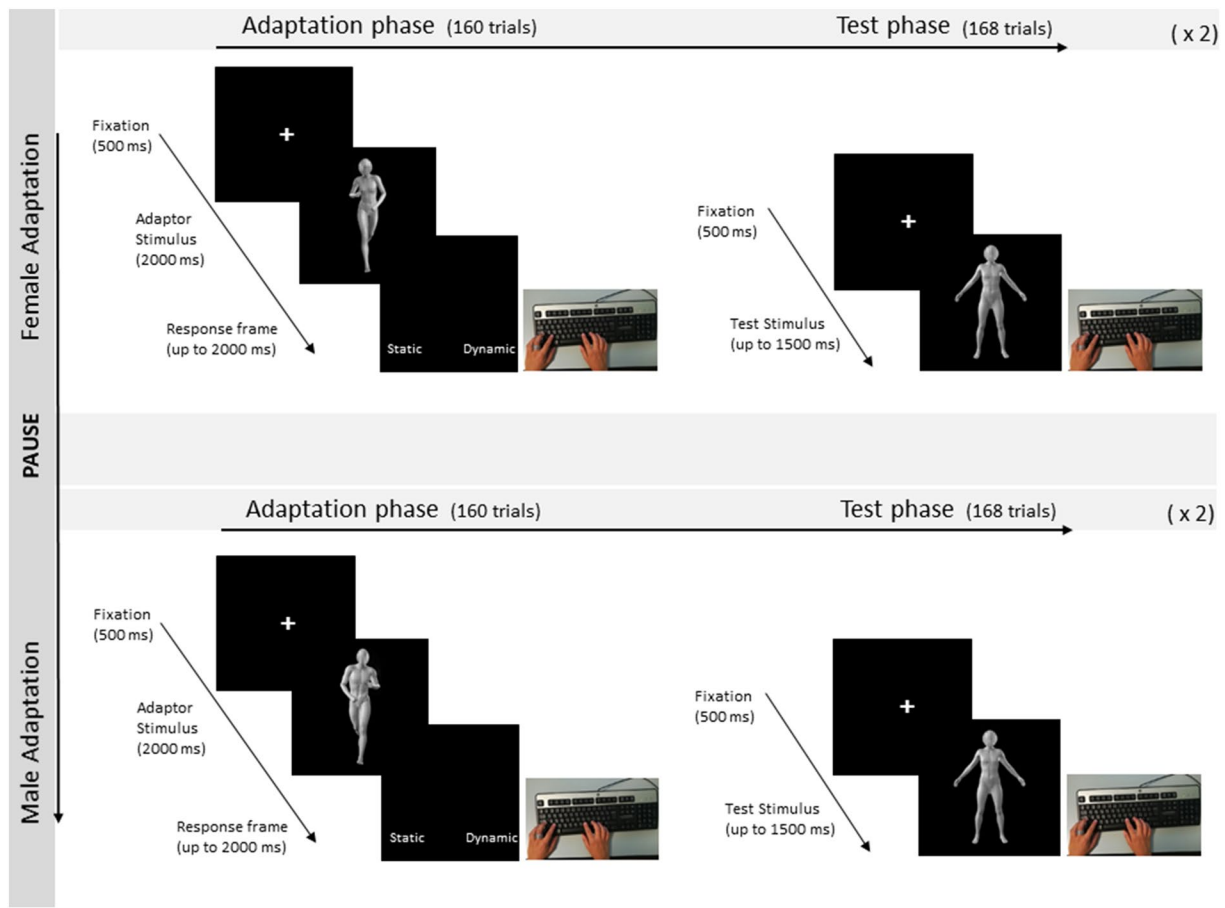 Adaptation phase (160 trials)
Test phase (168 trials)
( x 2)
Female Adaptation
Fixation
(500 ms)
Adaptor
Stimulus
(2000 ms)
Response frame
(up to 2000 ms)
Static Dynamic
Fixation
(500 ms)
Test Stimulus
(up to 1500 ms)
PAUSE
Adaptation phase (160 trials)
Test phase (168 trials)
( x 2)
Male Adaptation
Fixation
(500 ms)
Adaptor
Stimulus
(2000 ms)
Response frame
(up to 2000 ms)
Static Dynamic
Fixation
(500 ms)
Test Stimulus
(up to 1500 ms)